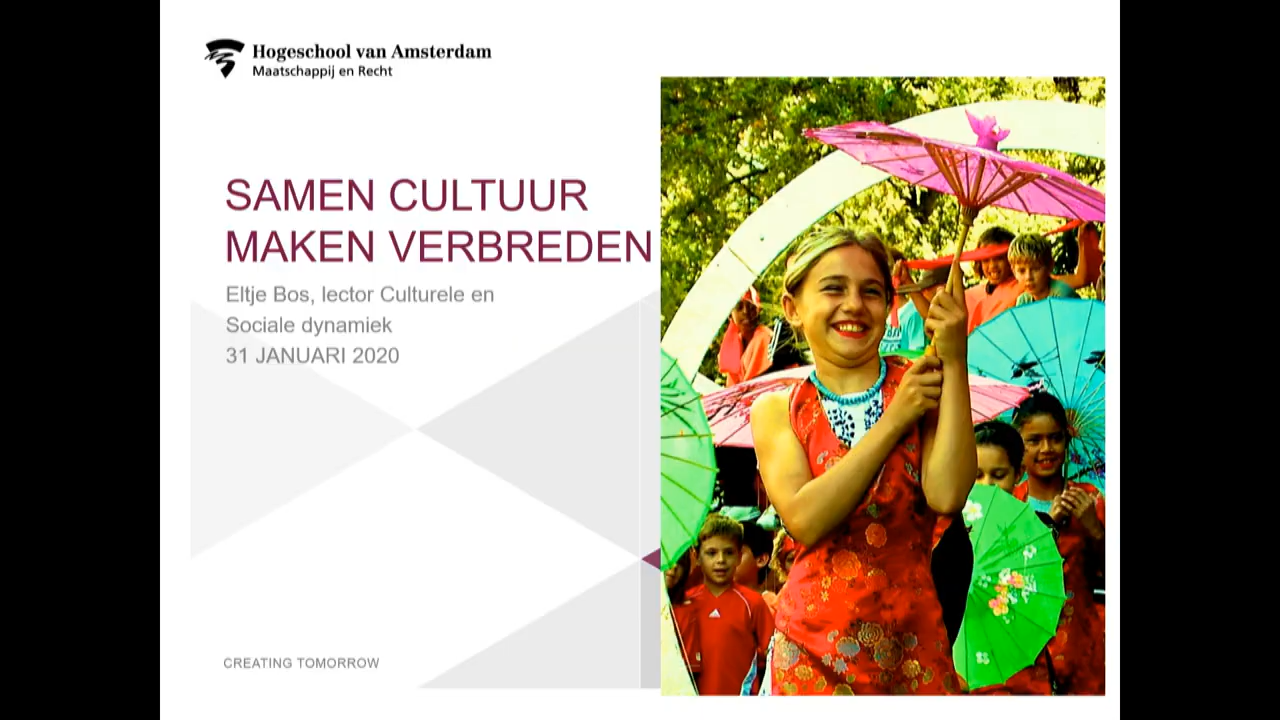 Hogeschool van Amsterdam
Maatschappij en Recht
SAMEN CULTUUR
MAKEN VERBREDEN
Eltje Bos, lector Culturele en
Sociale dynamiek
31 JANUARI 2020
CREATING TOMORROW